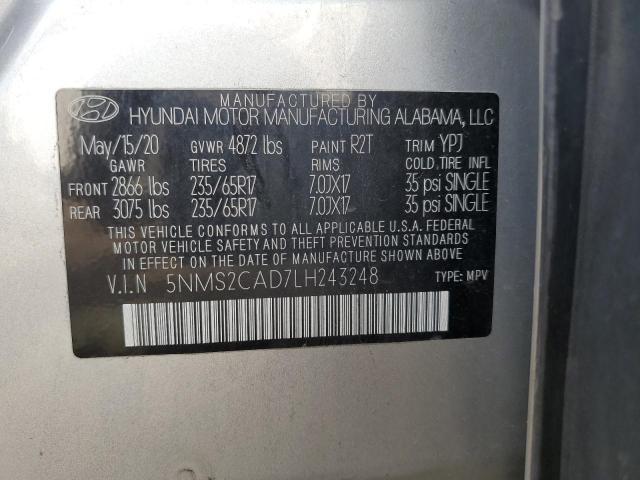 MANUFACTURED BY
HYUNDAI MOTOR MANUFACTURING ALABAMA, LLC
May/15/20 GVWR 4872 lbs PAINT R2T TRIM YPJ
GAWR TIRES RIMS COLD TIRE INFL
FRONT 2866 lbs 235/65R17 7.0JX17 35 psi SINGLE
REAR 3075 lbs 235/65R17 7.0JX17 35 psi SINGLE
THIS VEHICLE CONFORMS TO ALL APPLICABLE U.S.A. FEDERAL
MOTOR VEHICLE SAFETY AND THEFT PREVENTION STANDARDS
IN EFFECT ON THE DATE OF MANUFACTURE SHOWN ABOVE.
V.I.N 5NMS2CAD7LH243248 TYPE: MPV